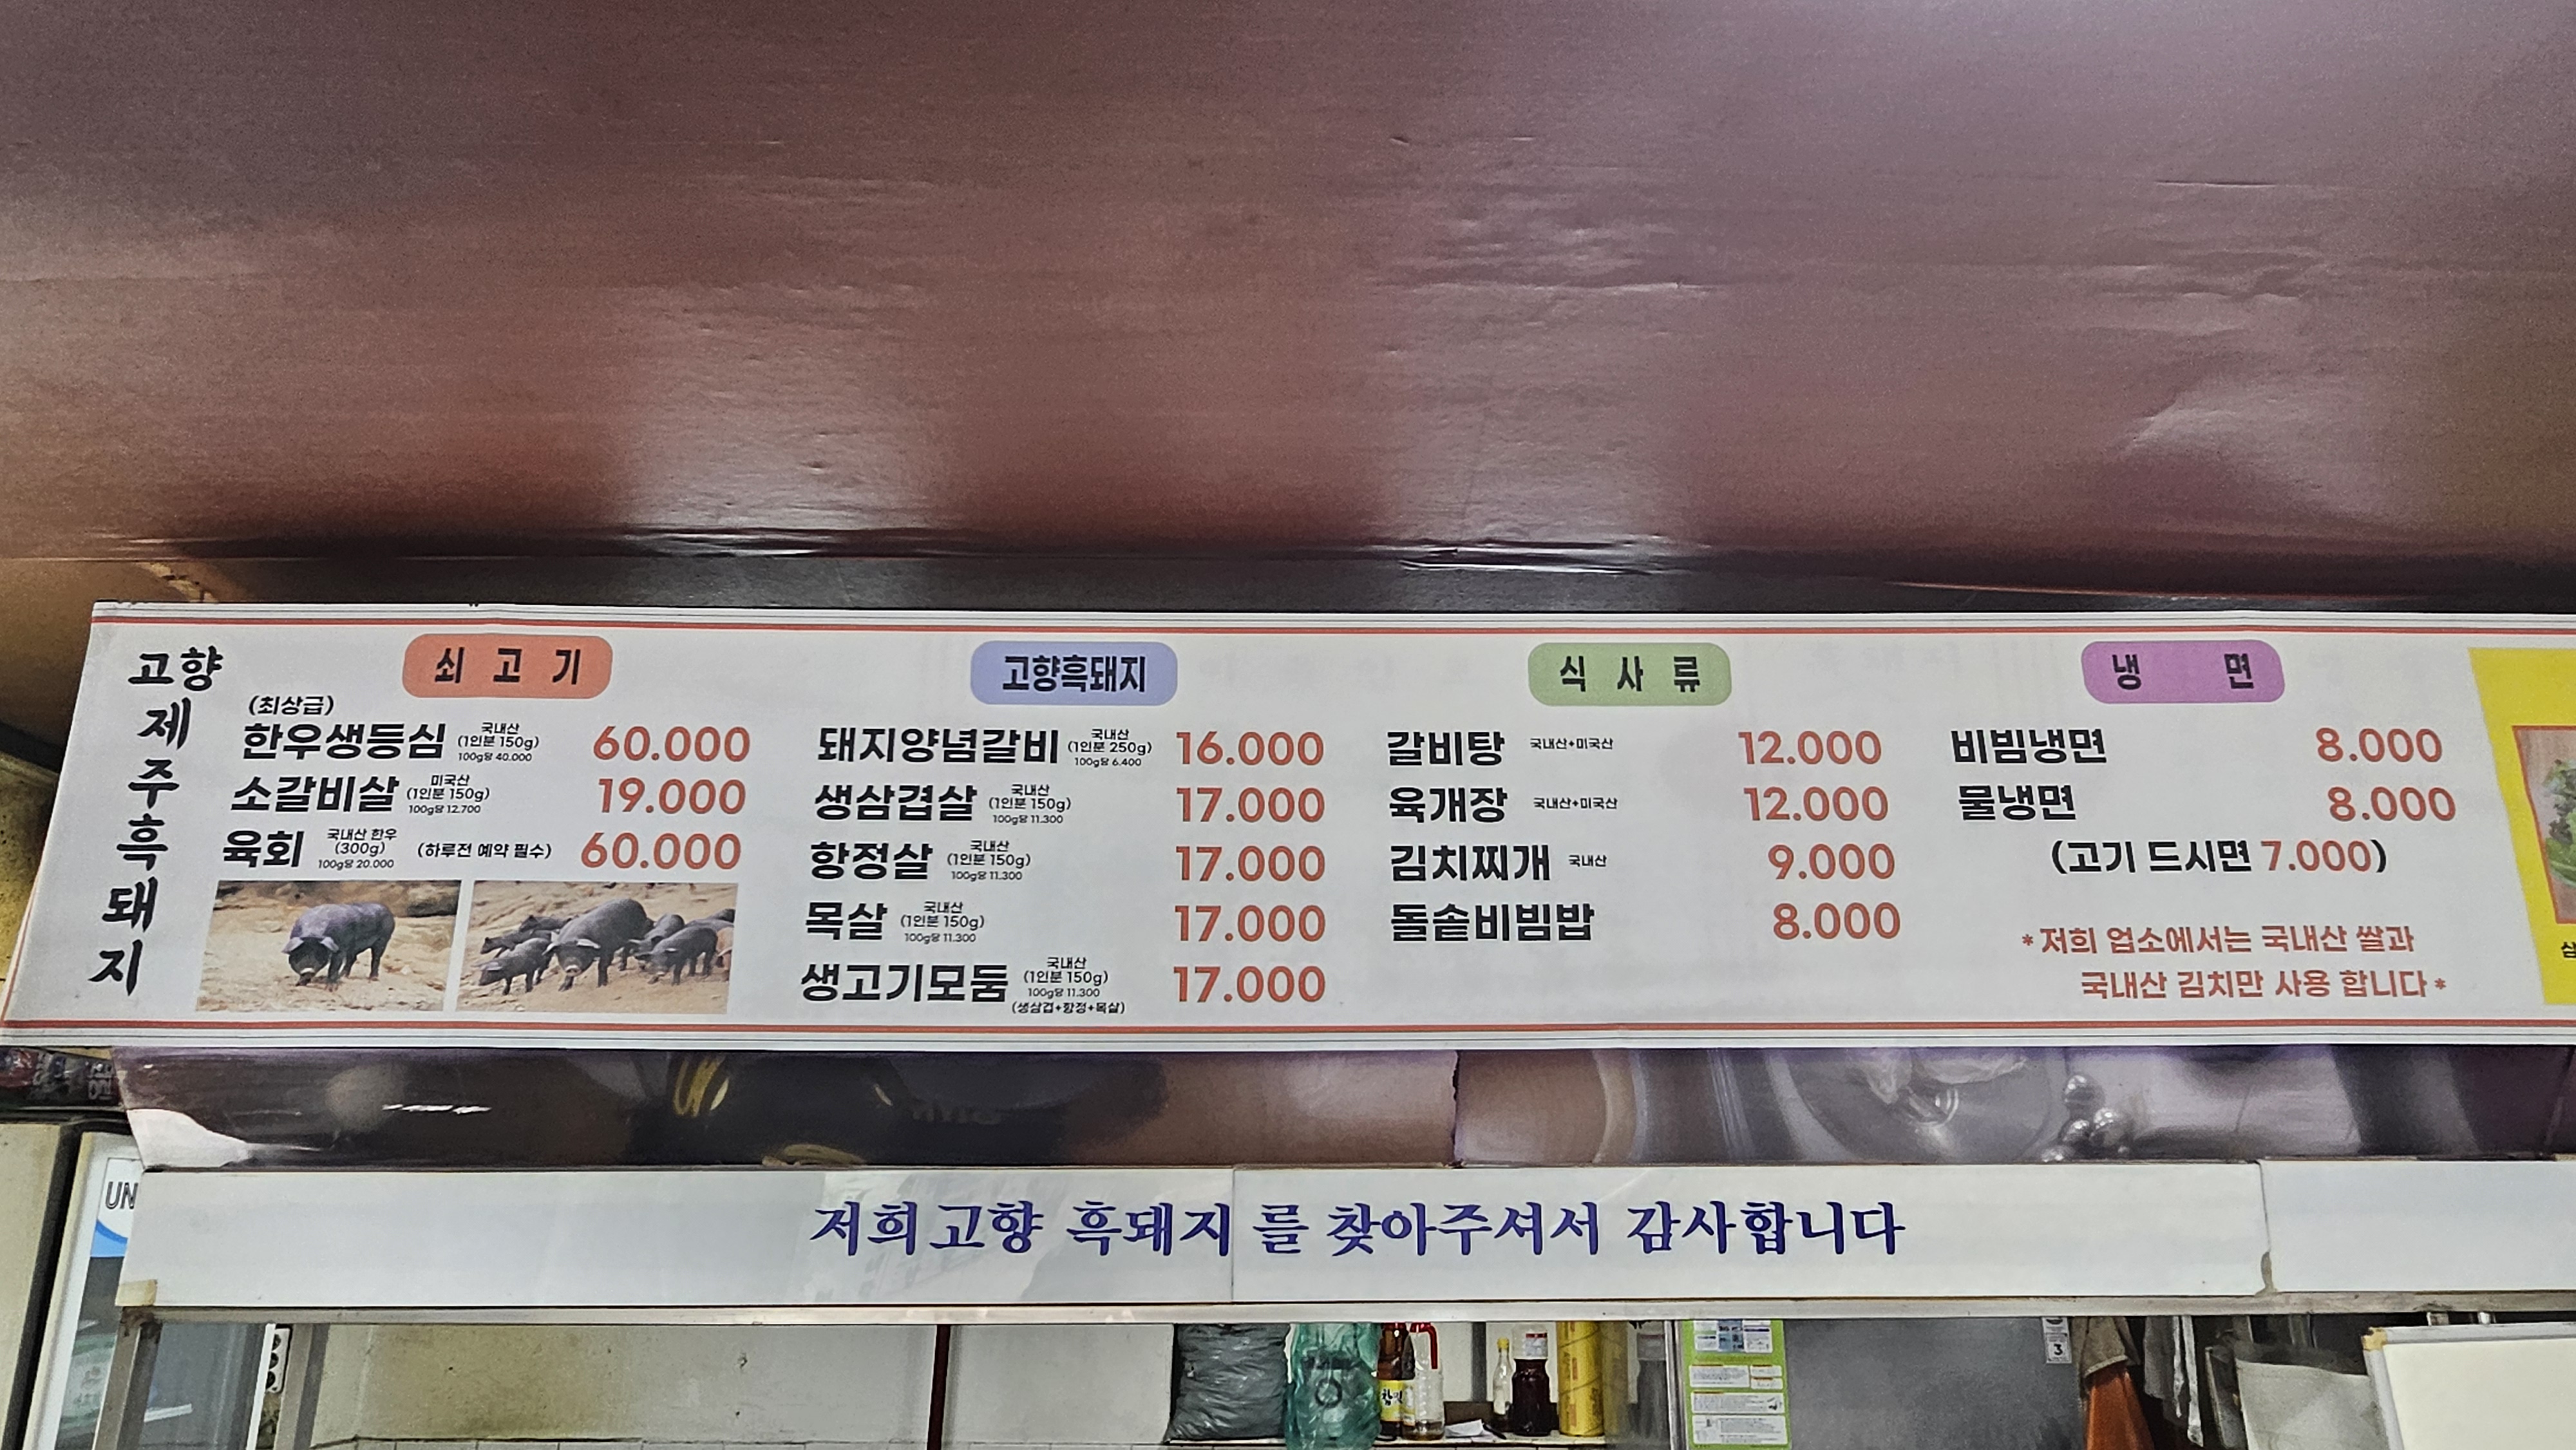 고향
제
주
흑
돼
지
쇠 고 기
(최상급)
한우생등심 국내산 (1인분 150g) 100g당 40.000 60.000
소갈비살 미국산 (1인분 150g) 100g당 12.700 19.000
육회 국내산 한우 (300g) 100g당 20.000 (하루전 예약 필수) 60.000
고향흑돼지
돼지양념갈비 국내산 (1인분 250g) 100g당 6.400 16.000
생삼겹살 국내산 (1인분 150g) 100g당 11.300 17.000
항정살 국내산 (1인분 150g) 100g당 11.300 17.000
목살 국내산 (1인분 150g) 100g당 11.300 17.000
생고기모둠 국내산 (1인분 150g) 100g당 11.300 17.000
(생삼겹+항정+목살)
식 사 류
갈비탕 국내산+미국산 12.000
육개장 국내산+미국산 12.000
김치찌개 국내산 9.000
돌솥비빔밥 8.000
냉 면
비빔냉면 8.000
물냉면 8.000
(고기 드시면 7.000)
*저희 업소에서는 국내산 쌀과
국내산 김치만 사용 합니다*
저희고향 흑돼지를 찾아주셔서 감사합니다
UN
3